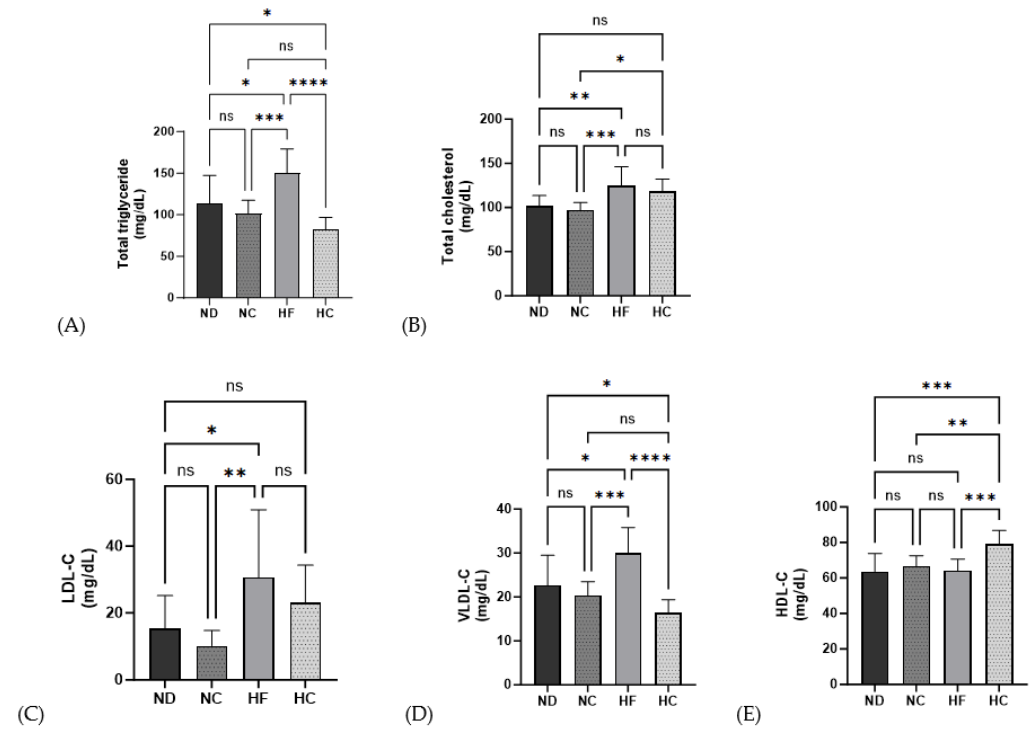 *
ns
* ****
ns ***
200
150
100
50
0
Total triglyceride
(mg/dL)
ND NC HF HC
(A)
ns
*
**
ns *** ns
200
150
100
50
0
Total cholesterol
(mg/dL)
ND NC HF HC
(B)
ns
*
ns ** ns
60
40
20
0
LDL-C
(mg/dL)
ND NC HF HC
(C)
*
ns
* ****
ns ***
40
30
20
10
0
VLDL-C
(mg/dL)
ND NC HF HC
(D)
***
**
ns
ns ns ***
100
80
60
40
20
0
HDL-C
(mg/dL)
ND NC HF HC
(E)